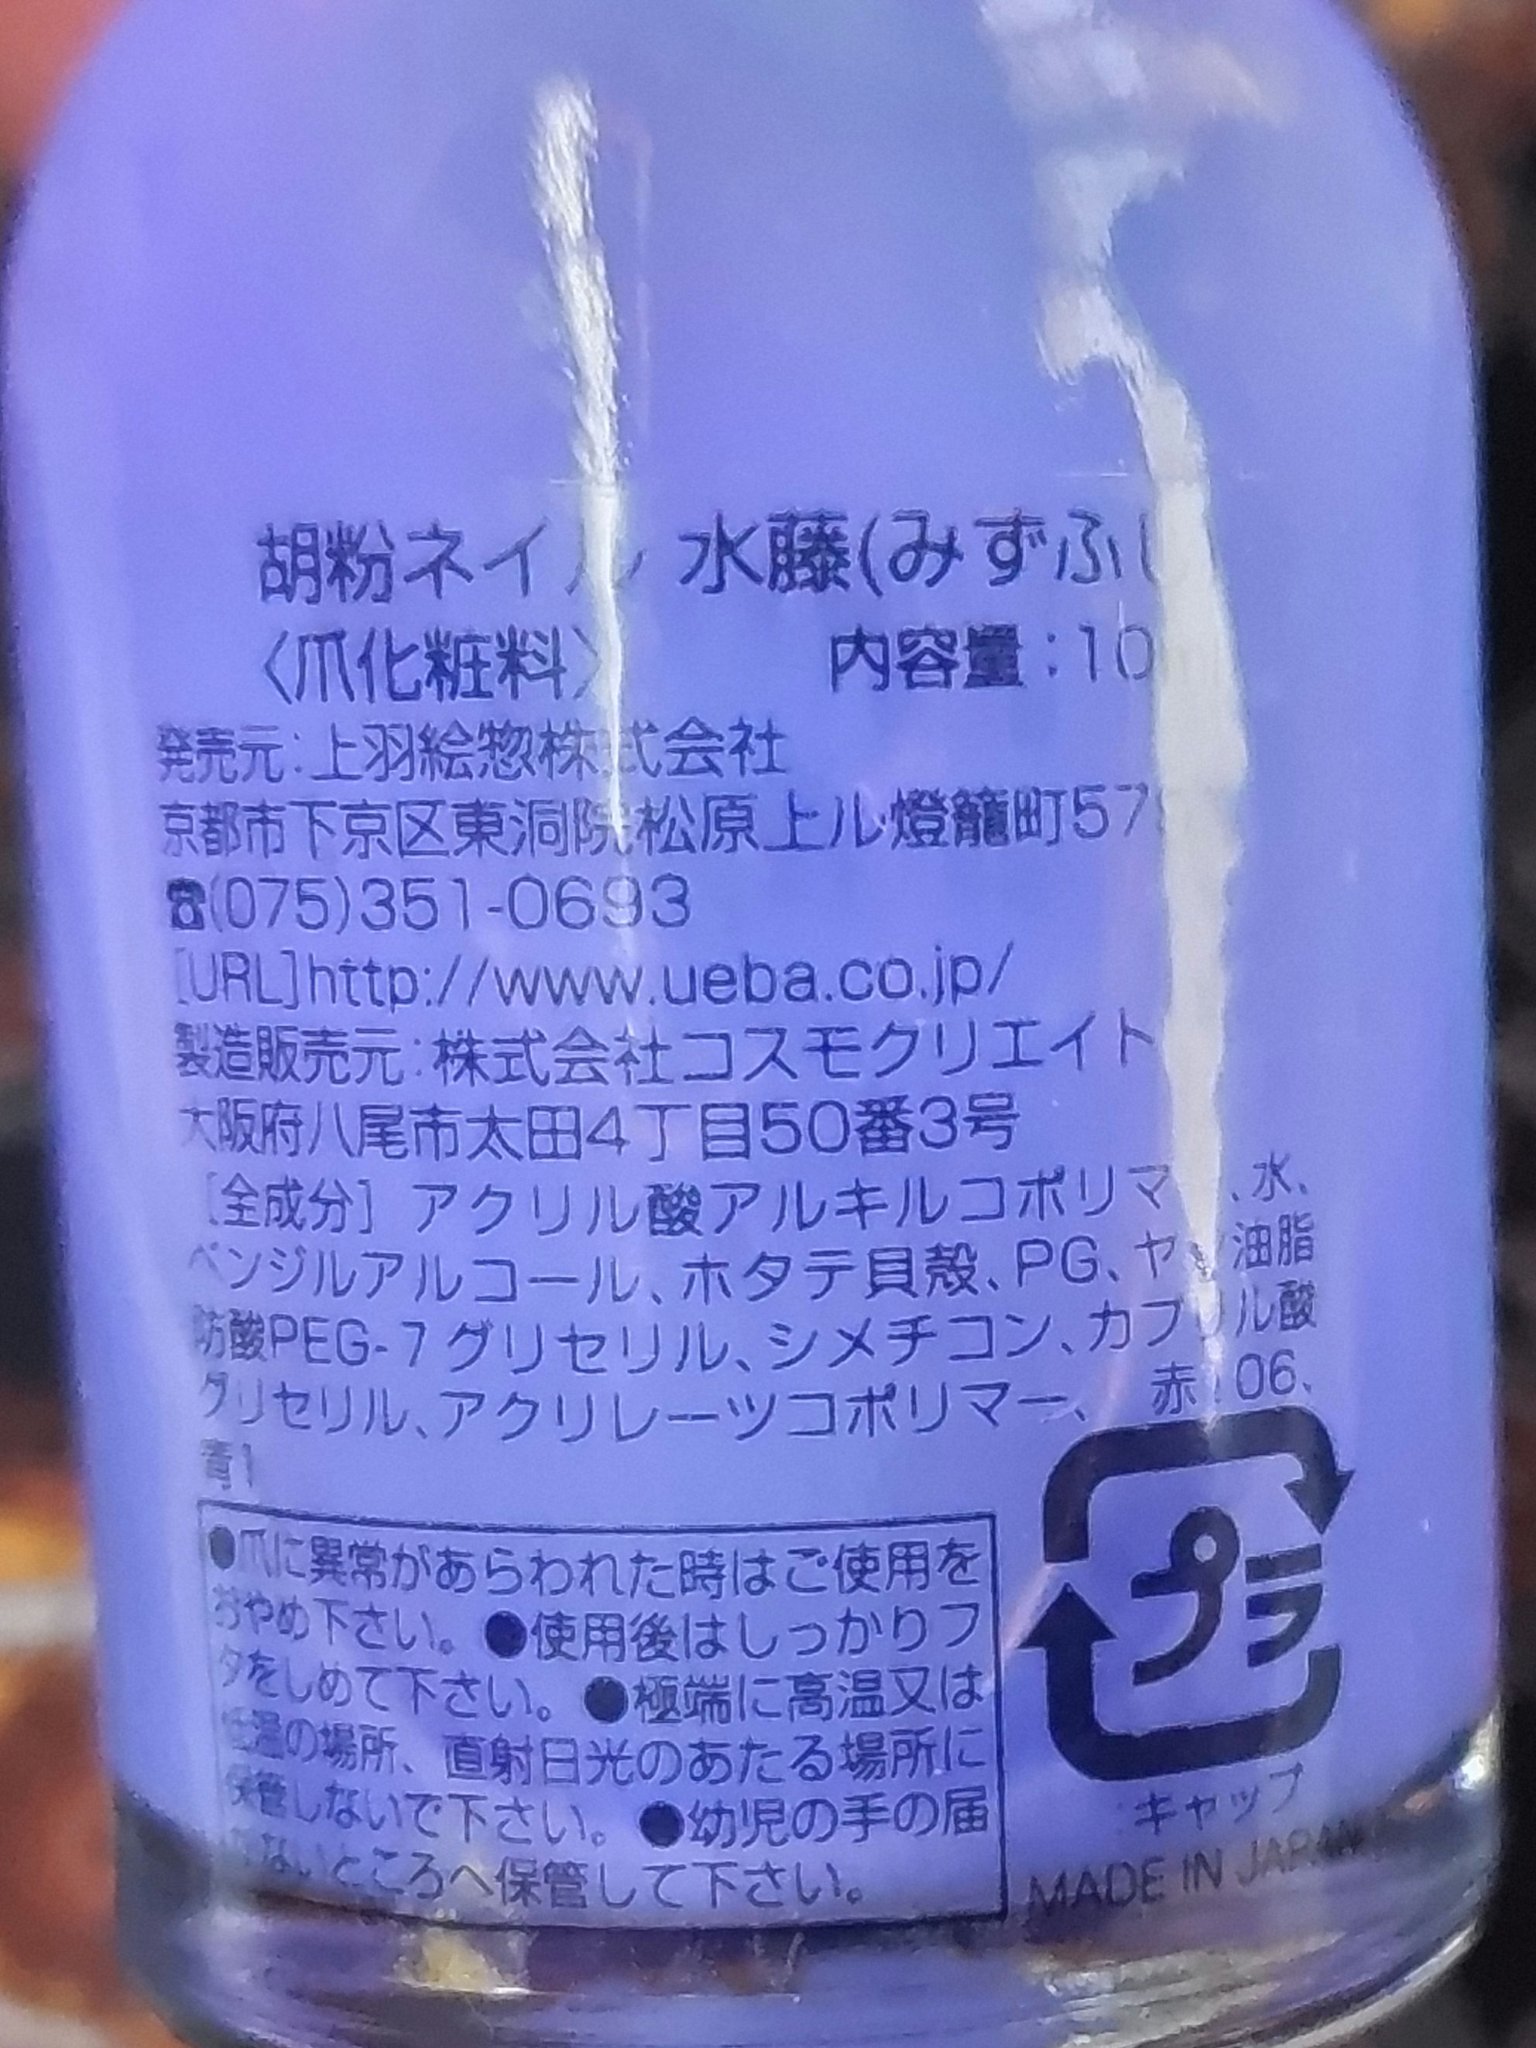 胡粉ネイル 水藤(みずふじ
〈爪化粧料〉 内容量:10
発売元:上羽絵惣株式会社
京都市下京区東洞院松原上ル燈籠町57
☎(075)351-0693
[URL]http://www.ueba.co.jp/
製造販売元:株式会社コスモクリエイト
大阪府八尾市太田4丁目50番3号
[全成分] アクリル酸アルキルコポリマー、水、
ベンジルアルコール、ホタテ貝殻、PG、ヤシ油脂
肪酸PEG-7グリセリル、シメチコン、カプリル酸
グリセリル、アクリレーツコポリマー、 赤106、
青1
●爪に異常があらわれた時はご使用を
おやめ下さい。●使用後はしっかりフ
タをしめて下さい。●極端に高温又は
低温の場所、直射日光のあたる場所に
保管しないで下さい。●幼児の手の届
かないところへ保管して下さい。
プラ
キャップ
MADE IN JAPAN